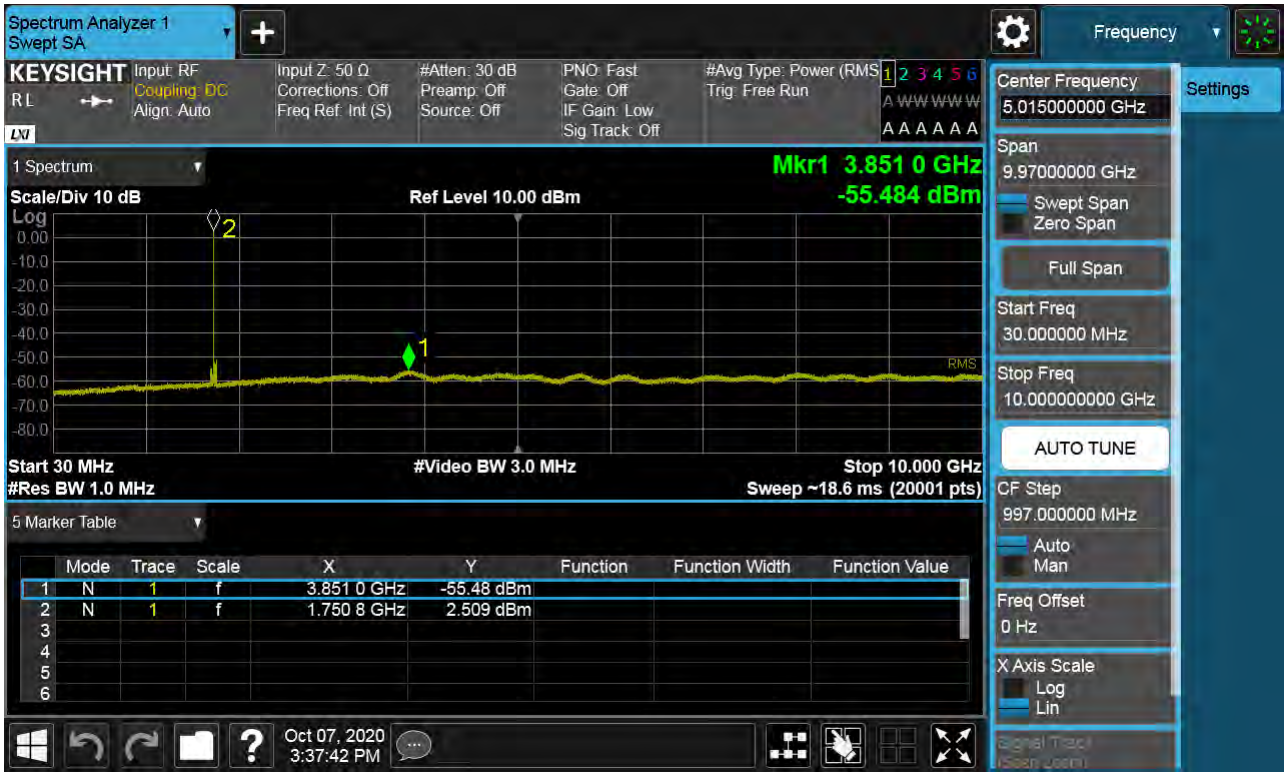 Spectrum Analyzer 1
Swept SA
+
Frequency
KEYSIGHT
RL
LXI
Input: RF
Coupling: DC
Align: Auto
Input Z: 50 Ω
Corrections: Off
Freq Ref: Int (S)
#Atten: 30 dB
Preamp: Off
Source: Off
PNO: Fast
Gate: Off
IF Gain: Low
Sig Track: Off
#Avg Type: Power (RMS
Trig: Free Run
1 2 3 4 5 6
A W W W W W
A A A A A A
1 Spectrum
Mkr1 3.851 0 GHz
Scale/Div 10 dB
Ref Level 10.00 dBm
-55.484 dBm
Log
0.00
-10.0
-20.0
-30.0
-40.0
-50.0
-60.0
-70.0
-80.0
2
1
RMS
Start 30 MHz
#Video BW 3.0 MHz
Stop 10.000 GHz
#Res BW 1.0 MHz
Sweep ~18.6 ms (20001 pts)
5 Marker Table
Mode Trace Scale X Y Function Function Width Function Value
1 N 1 f 3.851 0 GHz -55.48 dBm
2 N 1 f 1.750 8 GHz 2.509 dBm
3
4
5
6
?
Oct 07, 2020
3:37:42 PM
Center Frequency
5.015000000 GHz
Settings
Span
9.97000000 GHz
Swept Span
Zero Span
Full Span
Start Freq
30.000000 MHz
Stop Freq
10.000000000 GHz
AUTO TUNE
CF Step
997.000000 MHz
Auto
Man
Freq Offset
0 Hz
X Axis Scale
Log
Lin
Signal Track
(Span Zoom)